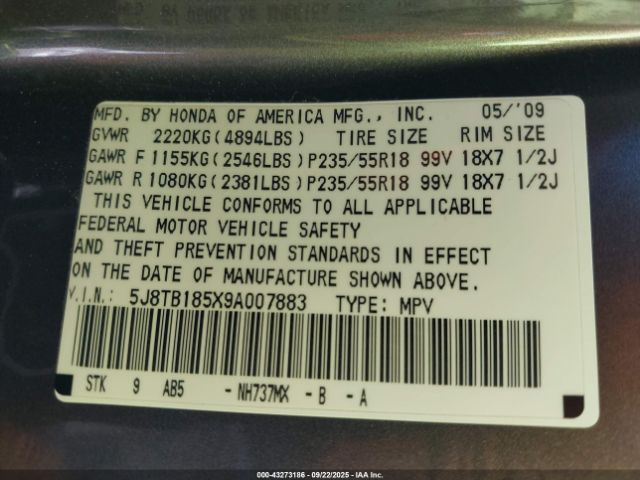 MFD. BY HONDA OF AMERICA MFG., INC. 05/'09
GVWR 2220KG(4894LBS) TIRE SIZE RIM SIZE
GAWR F 1155KG(2546LBS)P235/55R18 99V 18X7 1/2J
GAWR R 1080KG(2381LBS)P235/55R18 99V 18X7 1/2J
THIS VEHICLE CONFORMS TO ALL APPLICABLE
FEDERAL MOTOR VEHICLE SAFETY
AND THEFT PREVENTION STANDARDS IN EFFECT
ON THE DATE OF MANUFACTURE SHOWN ABOVE.
V.I.N.: 5J8TB185X9A007883 TYPE: MPV
STK 9 AB5 -NH737MX -B -A
000-43273186 - 09/22/2025 - IAA Inc.